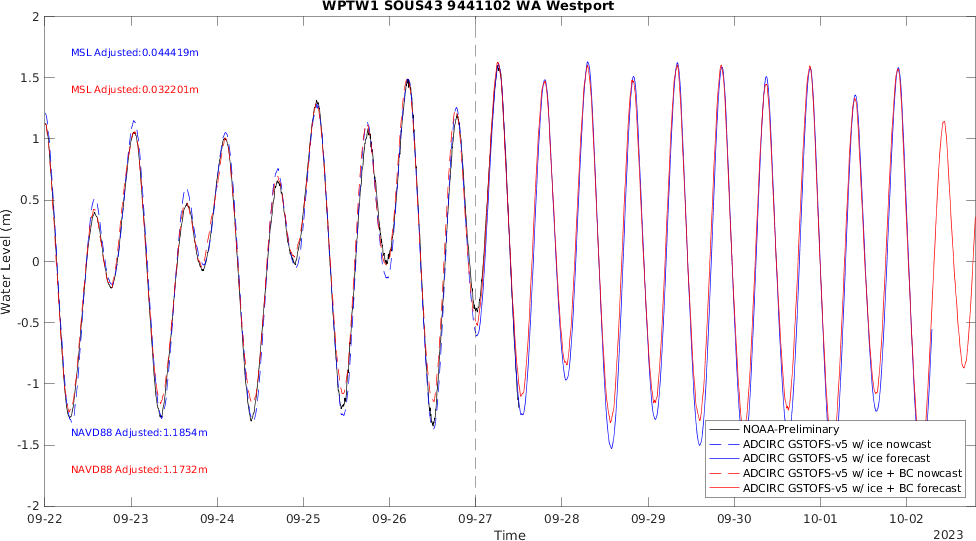 WPTW1 SOUS43 9441102 WA Westport
2
1.5
1
0.5
0
-0.5
-1
-1.5
-2
Water Level (m)
MSL Adjusted:0.044419m
MSL Adjusted:0.032201m
NAVD88 Adjusted:1.1854m
NAVD88 Adjusted:1.1732m
NOAA-Preliminary
ADCIRC GSTOFS-v5 w/ ice nowcast
ADCIRC GSTOFS-v5 w/ ice forecast
ADCIRC GSTOFS-v5 w/ ice + BC nowcast
ADCIRC GSTOFS-v5 w/ ice + BC forecast
09-22 09-23 09-24 09-25 09-26 09-27 09-28 09-29 09-30 10-01 10-02
Time
2023